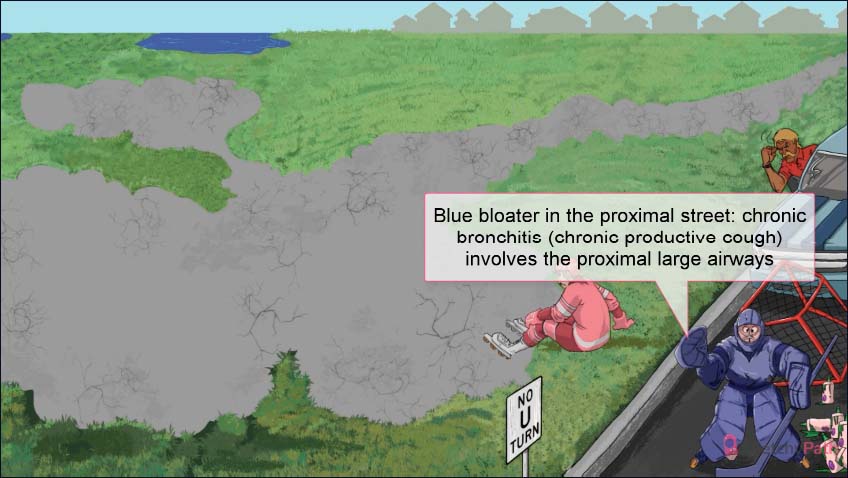 Blue bloater in the proximal street: chronic
bronchitis (chronic productive cough)
involves the proximal large airways
NO
U
TURN